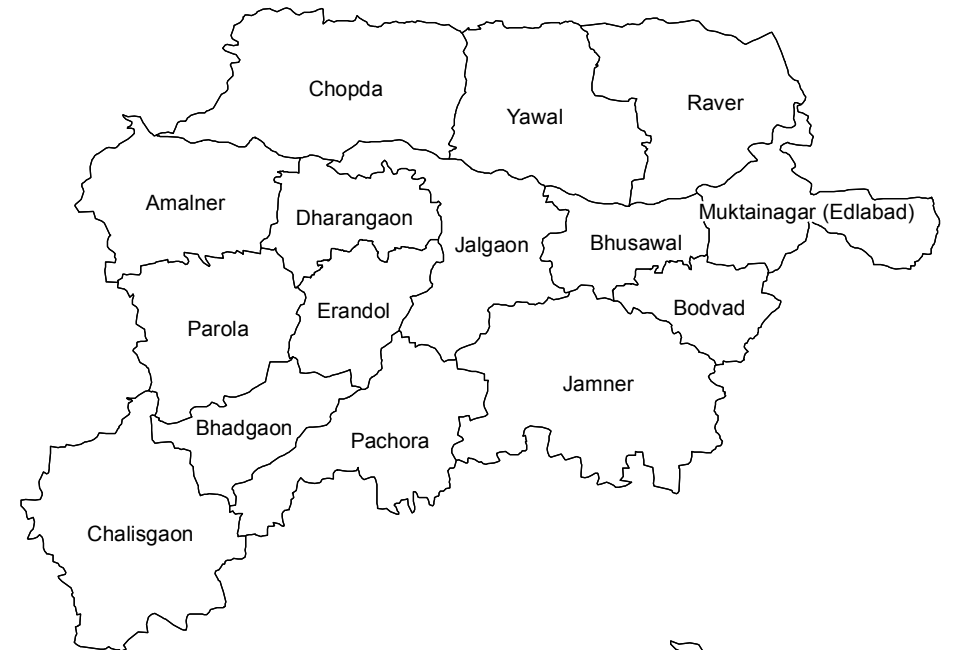 Chopda
Yawal
Raver
Amalner
Dharangaon
Jalgaon
Bhusawal
Muktainagar (Edlabad)
Parola
Erandol
Bodvad
Jamner
Bhadgaon
Pachora
Chalisgaon